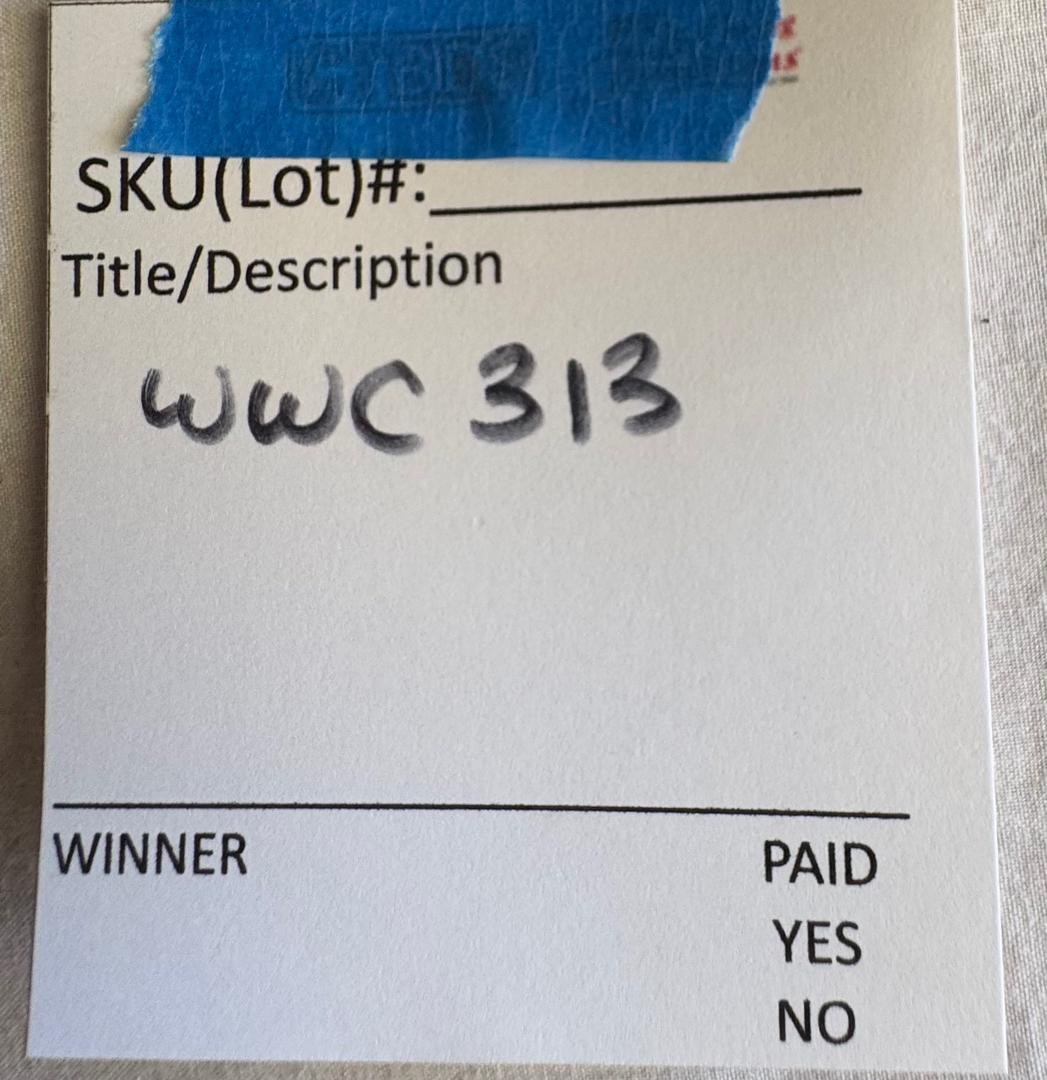 SKU(Lot)#:
Title/Description
WWC 313
WINNER
PAID
YES
NO